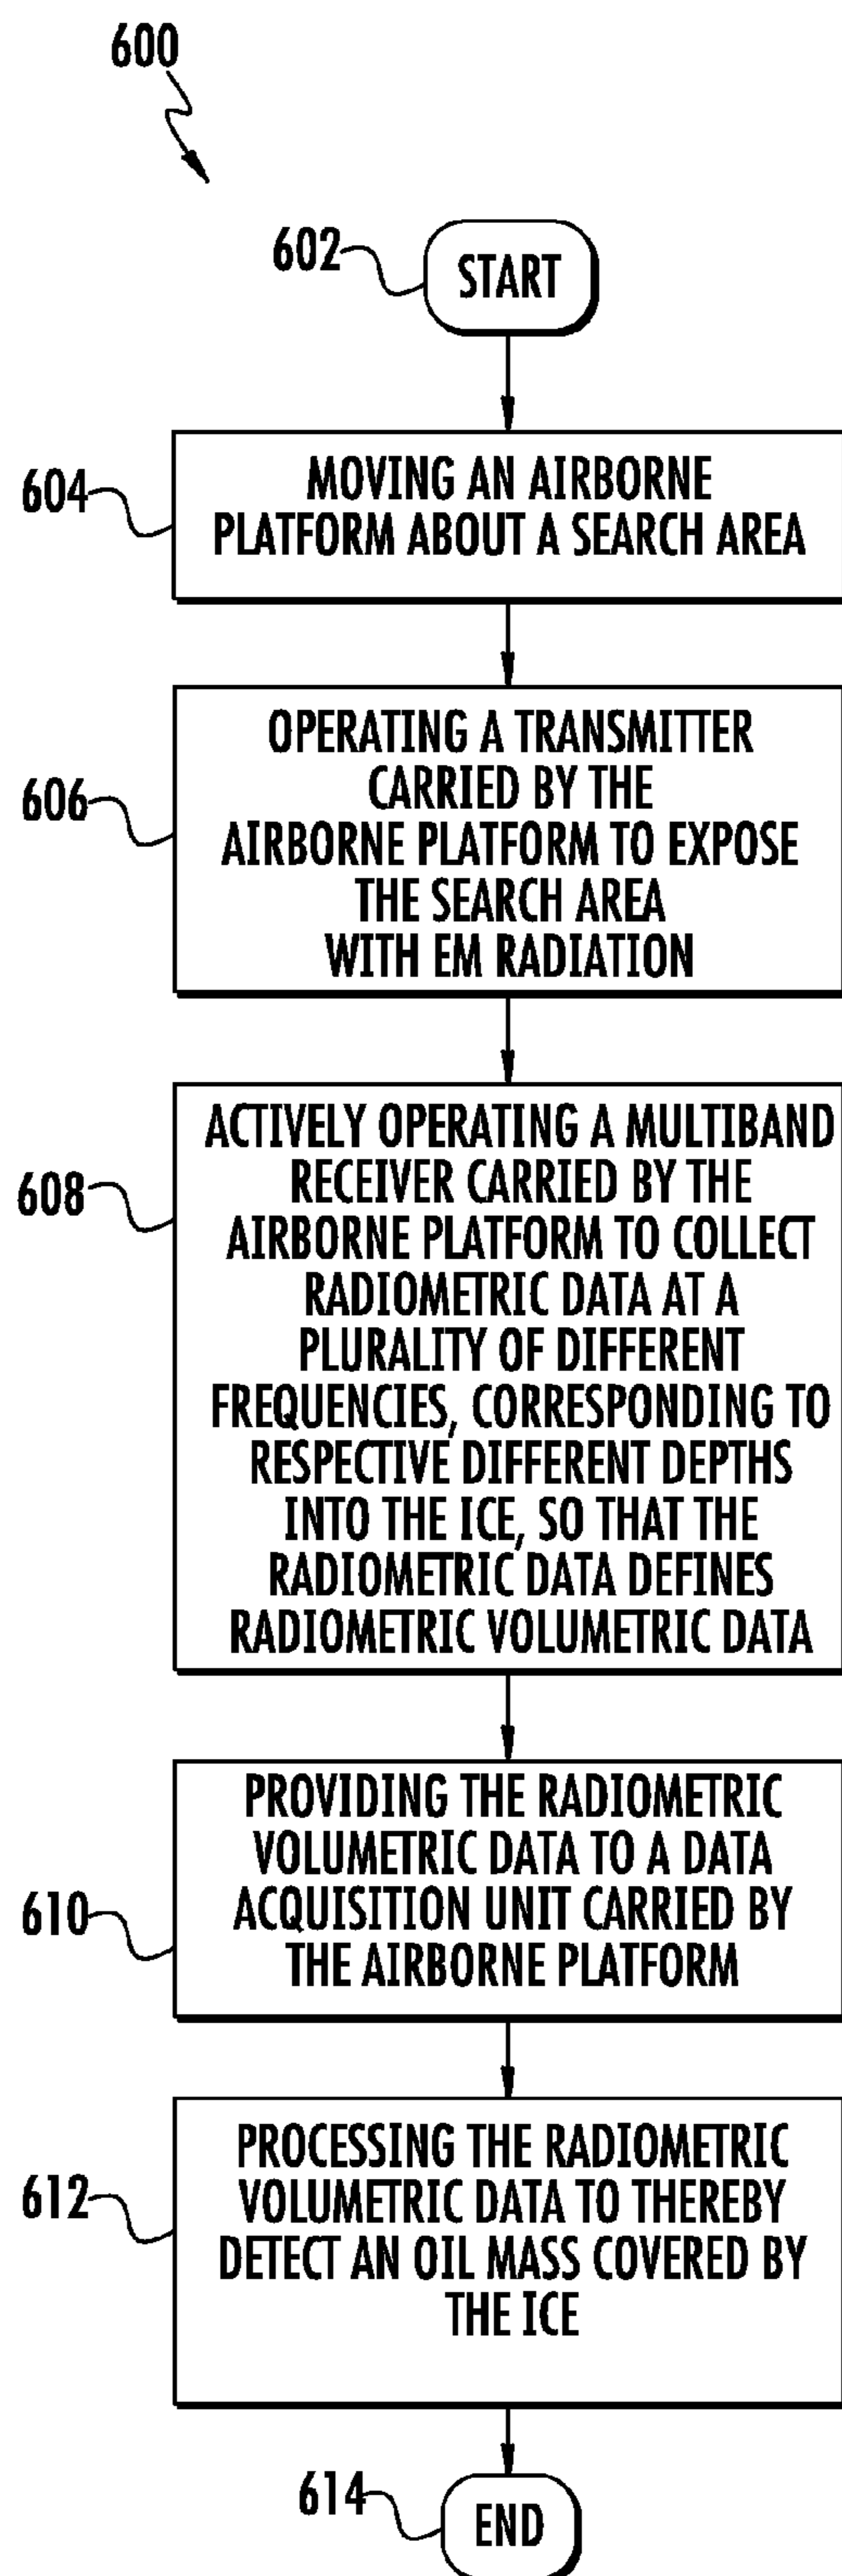 600
602
START
604
MOVING AN AIRBORNE
PLATFORM ABOUT A SEARCH AREA
606
OPERATING A TRANSMITTER
CARRIED BY THE
AIRBORNE PLATFORM TO EXPOSE
THE SEARCH AREA
WITH EM RADIATION
608
ACTIVELY OPERATING A MULTIBAND
RECEIVER CARRIED BY THE
AIRBORNE PLATFORM TO COLLECT
RADIOMETRIC DATA AT A
PLURALITY OF DIFFERENT
FREQUENCIES, CORRESPONDING TO
RESPECTIVE DIFFERENT DEPTHS
INTO THE ICE, SO THAT THE
RADIOMETRIC DATA DEFINES
RADIOMETRIC VOLUMETRIC DATA
610
PROVIDING THE RADIOMETRIC
VOLUMETRIC DATA TO A DATA
ACQUISITION UNIT CARRIED BY
THE AIRBORNE PLATFORM
612
PROCESSING THE RADIOMETRIC
VOLUMETRIC DATA TO THEREBY
DETECT AN OIL MASS COVERED BY
THE ICE
614
END